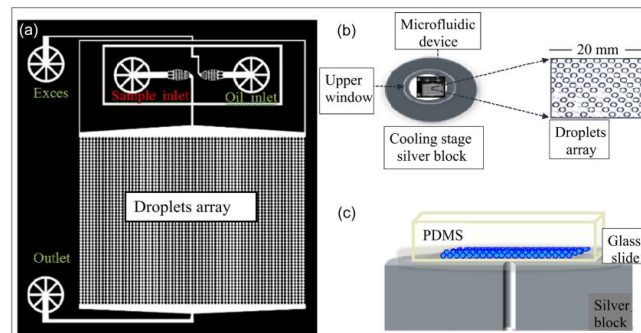 (a)
Exces
Sample inlet
Oil inlet
Droplets array
Outlet
(b)
Microfluidic
device
Upper
window
Cooling stage
silver block
20 mm
Droplets
array
(c)
PDMS
Glass
slide
Silver
block